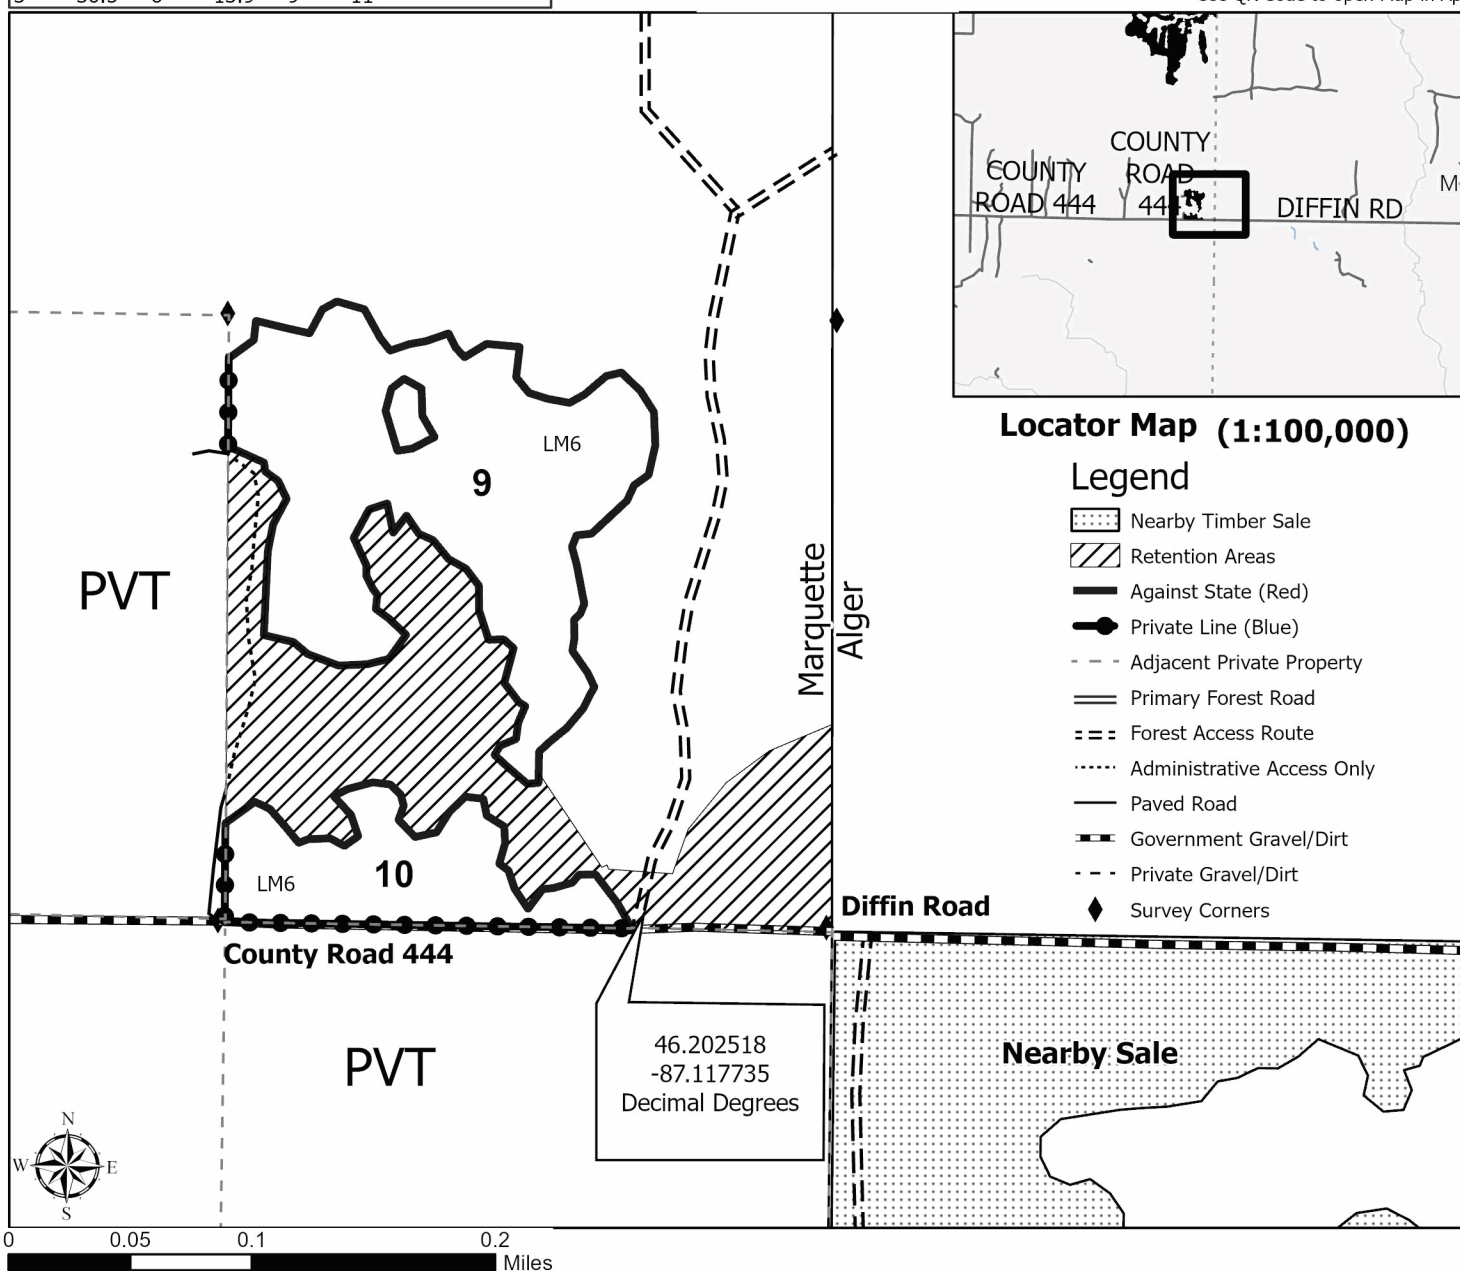 COUNTY
ROAD 444
COUNTY
ROAD
444
DIFFIN RD
Locator Map (1:100,000)
Legend
Nearby Timber Sale
Retention Areas
Against State (Red)
Private Line (Blue)
Adjacent Private Property
Primary Forest Road
Forest Access Route
Administrative Access Only
Paved Road
Government Gravel/Dirt
Private Gravel/Dirt
Survey Corners
LM6
9
PVT
Marquette
Alger
10
LM6
Diffin Road
County Road 444
46.202518
-87.117735
Decimal Degrees
PVT
Nearby Sale
N
W
E
S
0 0.05 0.1 0.2
Miles